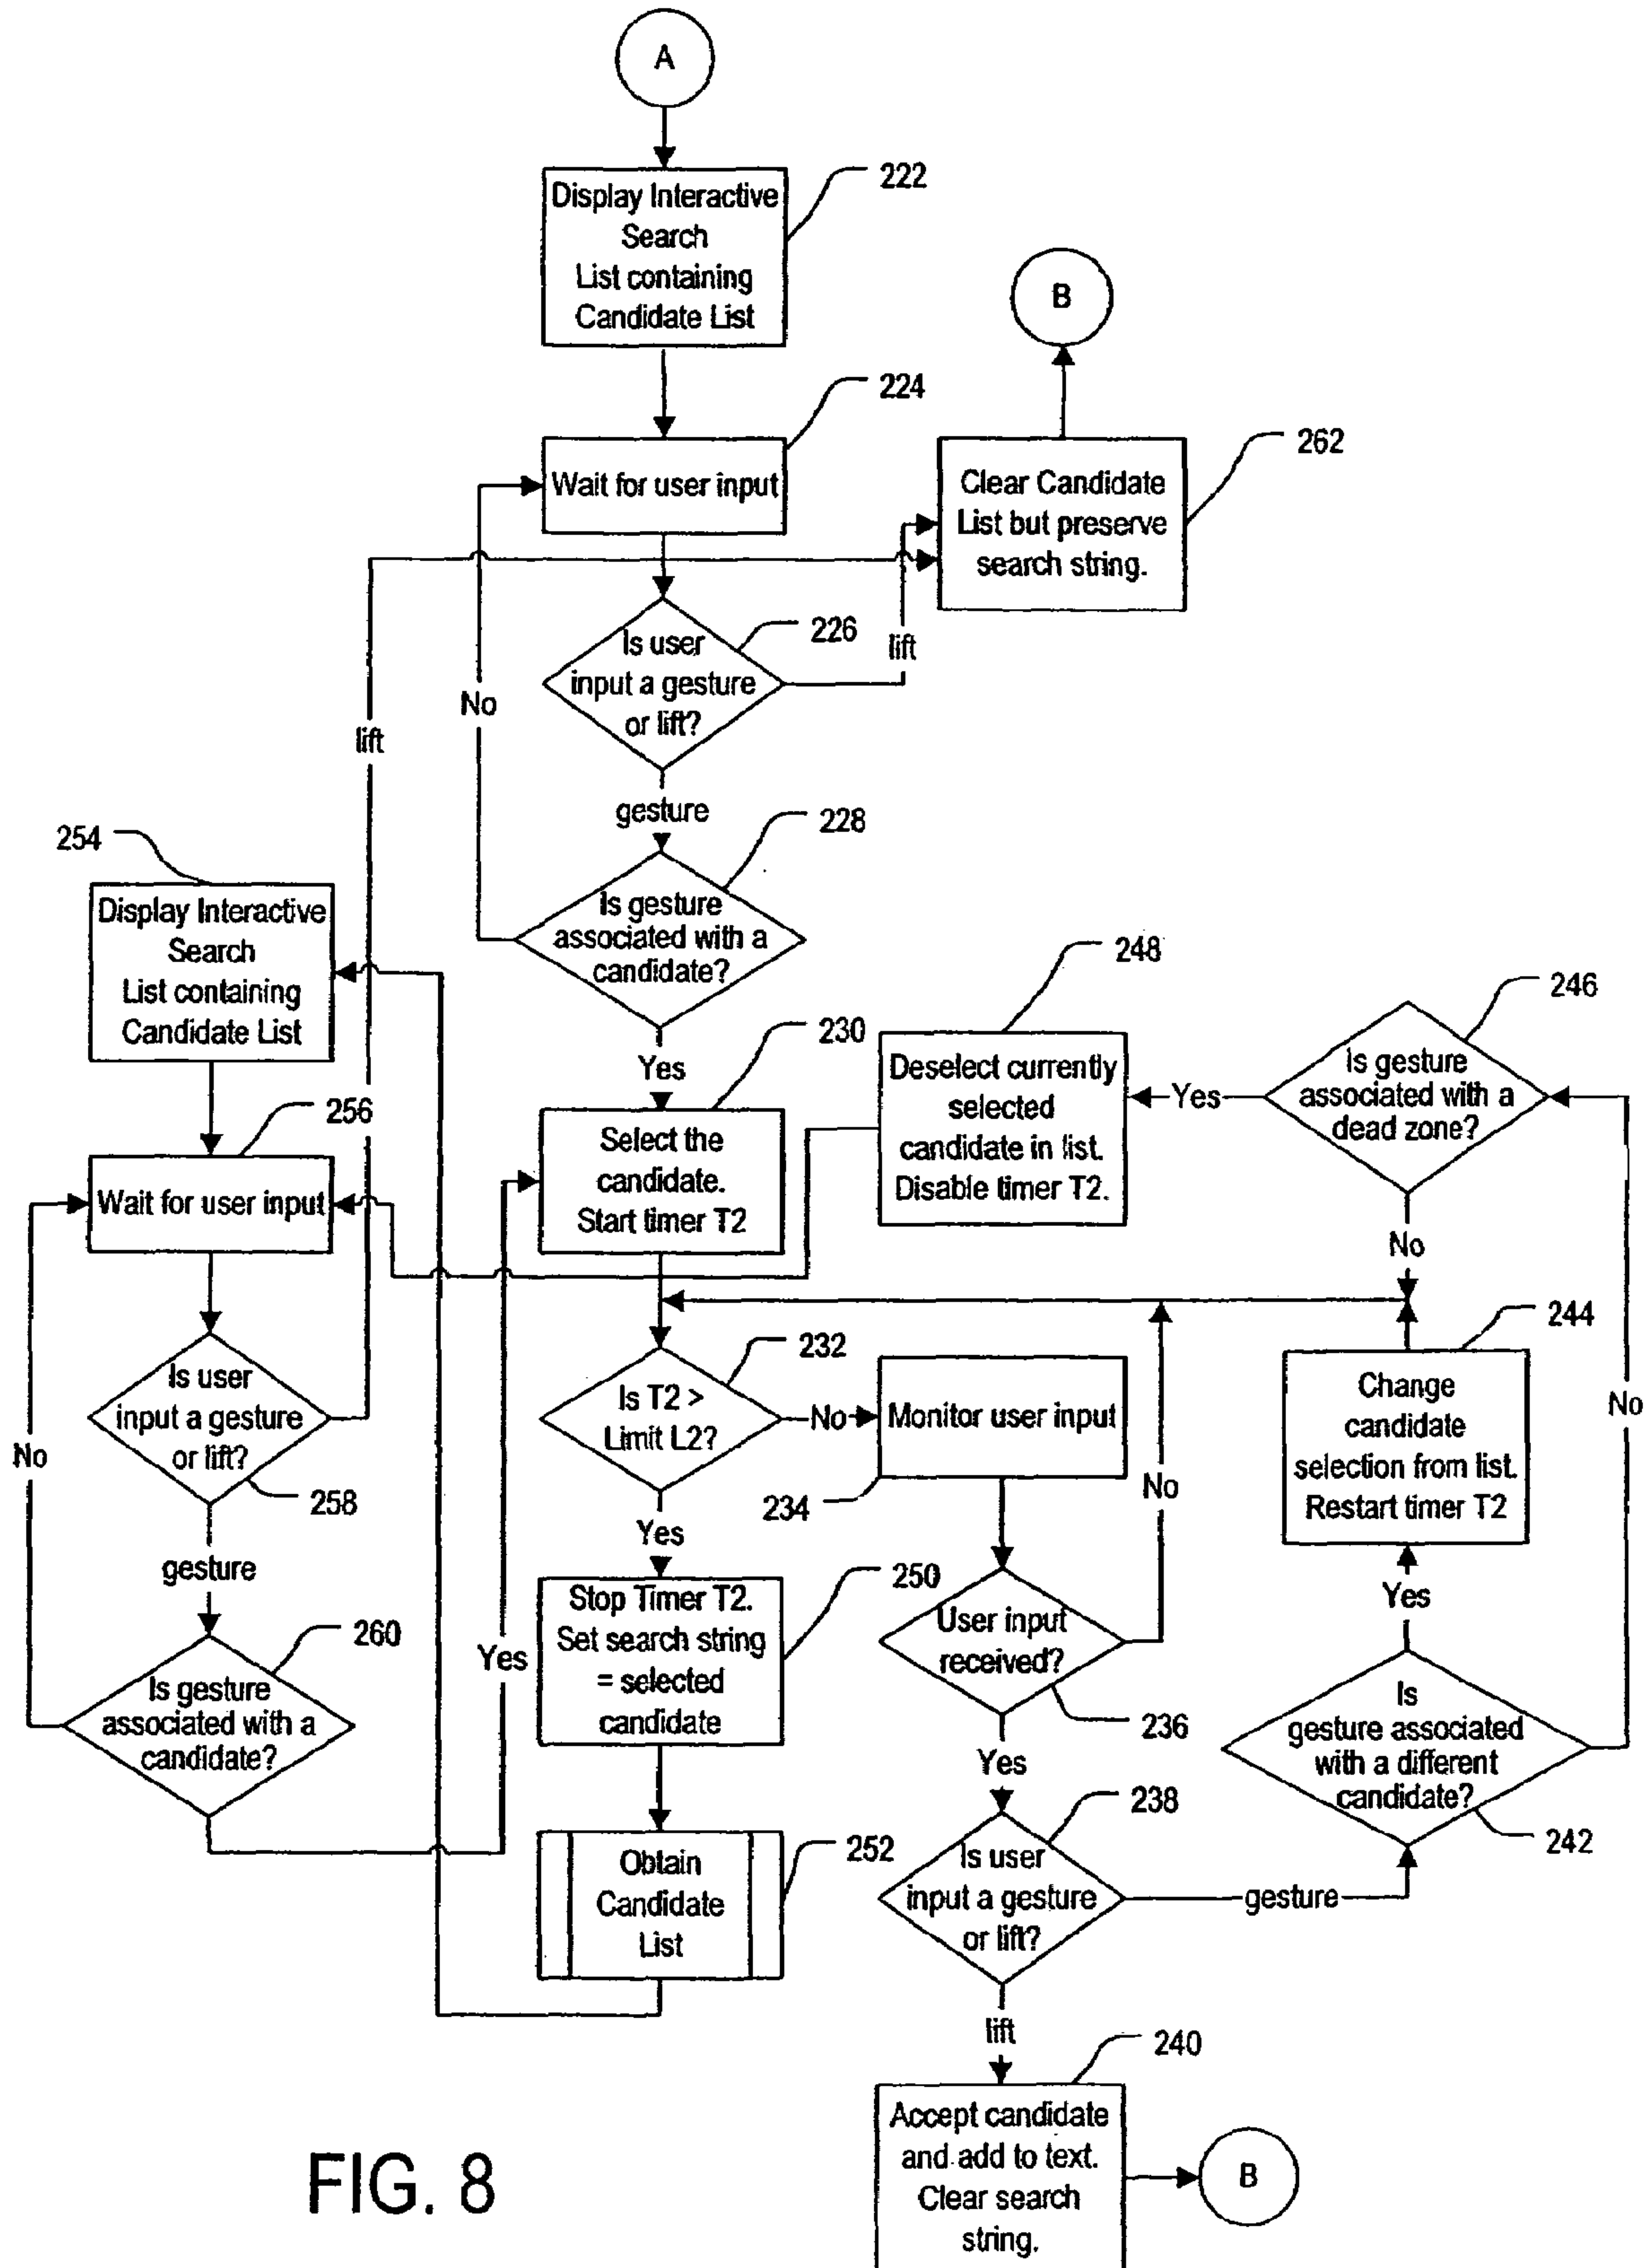 A
Display Interactive
Search
List containing
Candidate List
222
B
Wait for user input
224
Clear Candidate
List but preserve
search string.
262
Is user
input a gesture
or lift?
226
lift
No
lift
gesture
Is gesture
associated with a
candidate?
228
254
Display Interactive
Search
List containing
Candidate List
Yes
230
Select the
candidate.
Start timer T2
248
Deselect currently
selected
candidate in list.
Disable timer T2.
Yes
246
Is gesture
associated with a
dead zone?
No
256
Wait for user input
Is user
input a gesture
or lift?
258
No
gesture
260
Is gesture
associated with a
candidate?
Yes
232
Is T2 >
Limit L2?
No
Monitor user input
234
No
244
Change
candidate
selection from list.
Restart timer T2
No
Yes
Stop Timer T2.
Set search string
= selected
candidate
250
User input
received?
236
Yes
Is
gesture associated
with a different
candidate?
242
Yes
238
Is user
input a gesture
or lift?
gesture
Obtain
Candidate
List
252
lift
240
Accept candidate
and add to text.
Clear search
string.
B
FIG. 8